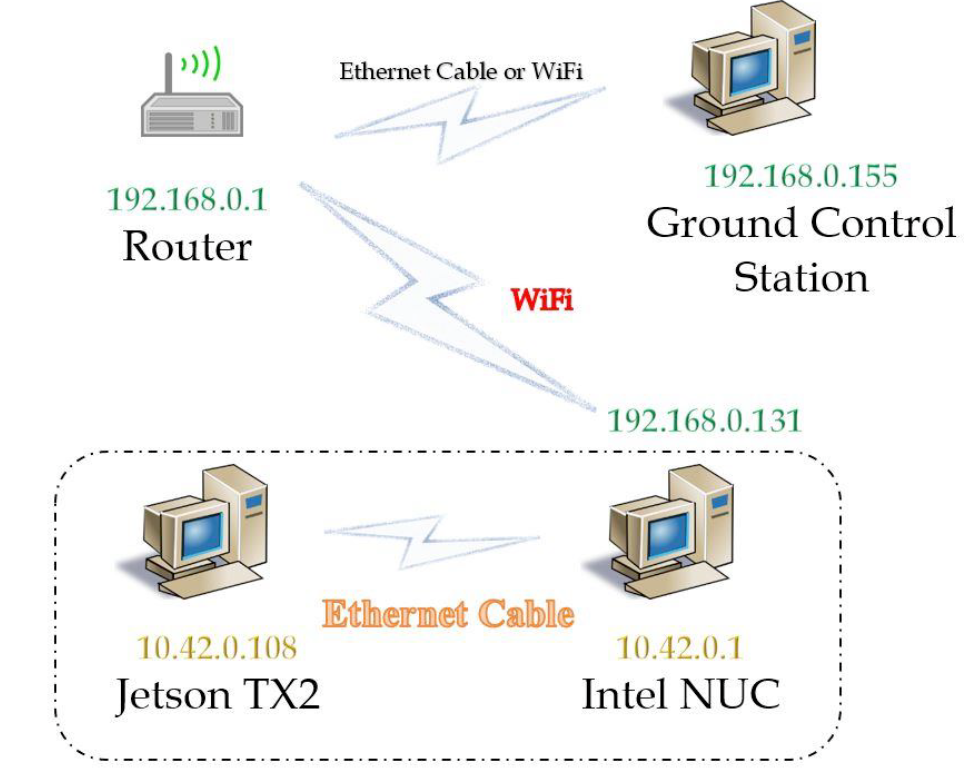 Ethernet Cable or WiFi
192.168.0.1
Router
192.168.0.155
Ground Control
Station
WiFi
192.168.0.131
Ethernet Cable
10.42.0.108
Jetson TX2
10.42.0.1
Intel NUC